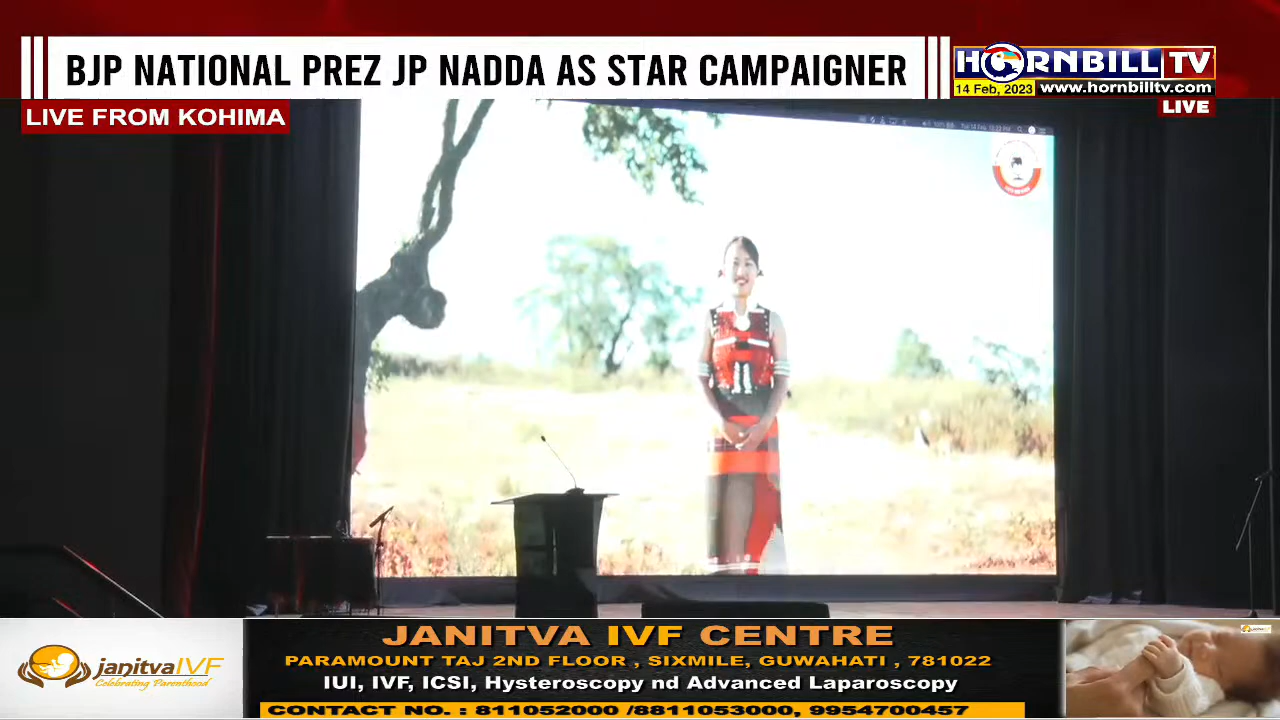 BJP NATIONAL PREZ JP NADDA AS STAR CAMPAIGNER
HORNBILL TV
14 Feb, 2023 www.hornbilltv.com
LIVE FROM KOHIMA
LIVE
JANITVA IVF CENTRE
PARAMOUNT TAJ 2ND FLOOR , SIXMILE, GUWAHATI , 781022
janitvaIVF
Celebrating Parenthood
IUI, IVF, ICSI, Hysteroscopy nd Advanced Laparoscopy
CONTACT NO. : 811052000 /8811053000, 9954700457